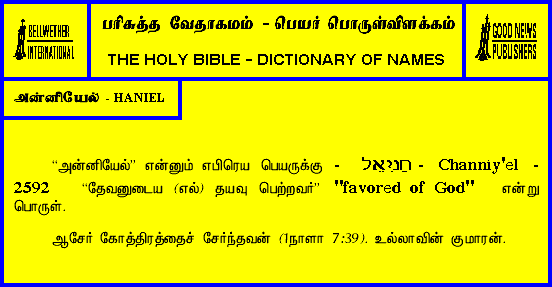 BELLWETHER
INTERNATIONAL
பரிசுத்த வேதாகமம் - பெயர் பொருள்விளக்கம்
THE HOLY BIBLE - DICTIONARY OF NAMES
GOOD NEWS
PUBLISHERS
அன்னியேல் - HANIEL
“அன்னியேல்” என்னும் எபிரெய பெயருக்கு - חַנִּיאֵל - Channiy'el -
2592 “தேவனுடைய (எல்) தயவு பெற்றவர்” "favored of God" என்று
பொருள்.
ஆசேர் கோத்திரத்தைச் சேர்ந்தவன் (1நாளா 7:39). உல்லாவின் குமாரன்.